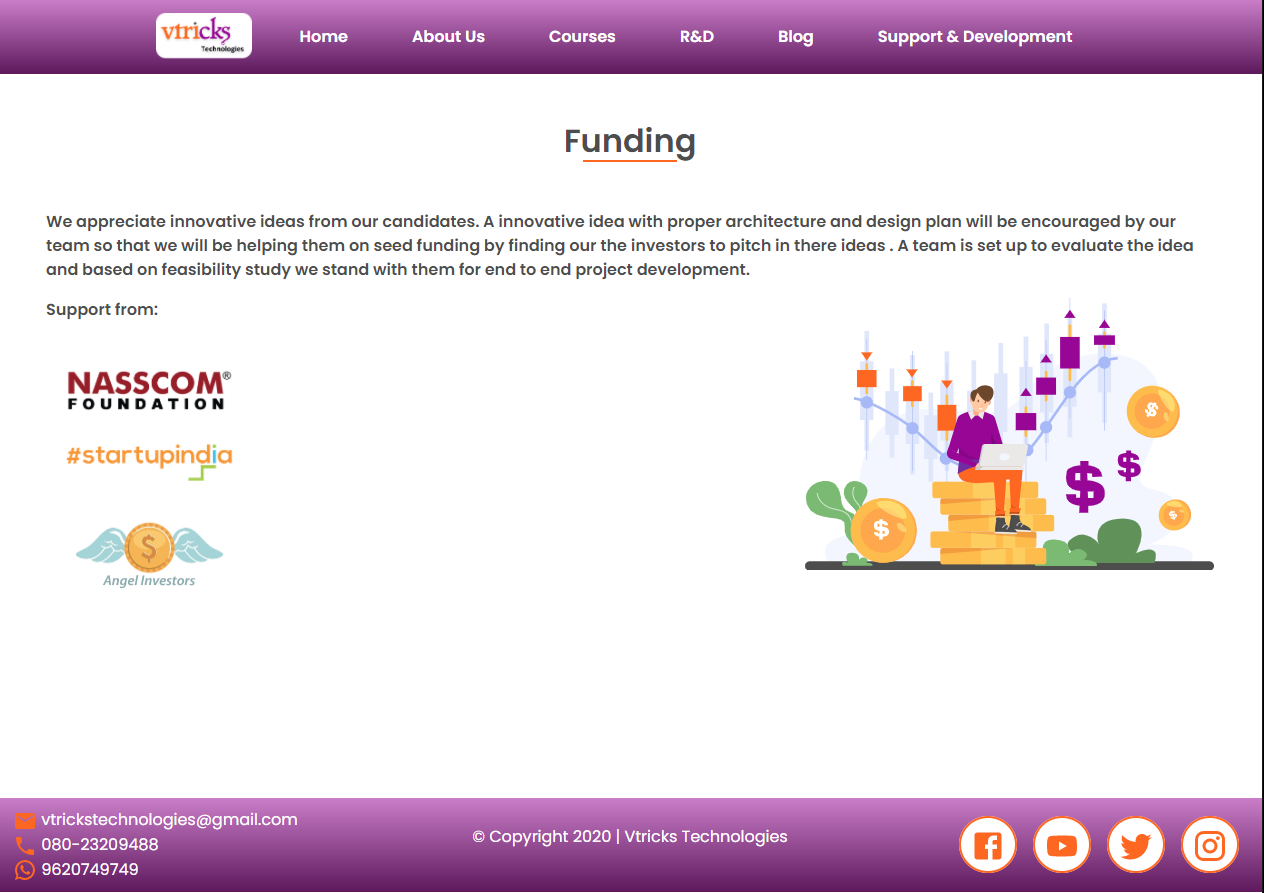 vtricks
Technologies
Home
About Us
Courses
R&D
Blog
Support & Development
Funding
We appreciate innovative ideas from our candidates. A innovative idea with proper architecture and design plan will be encouraged by our
team so that we will be helping them on seed funding by finding our the investors to pitch in there ideas . A team is set up to evaluate the idea
and based on feasibility study we stand with them for end to end project development.
Support from:
NASSCOM®
FOUNDATION
#startupindia
$
Angel Investors
$
$
$
$
$
vtrickstechnologies@gmail.com
080-23209488
9620749749
© Copyright 2020 | Vtricks Technologies